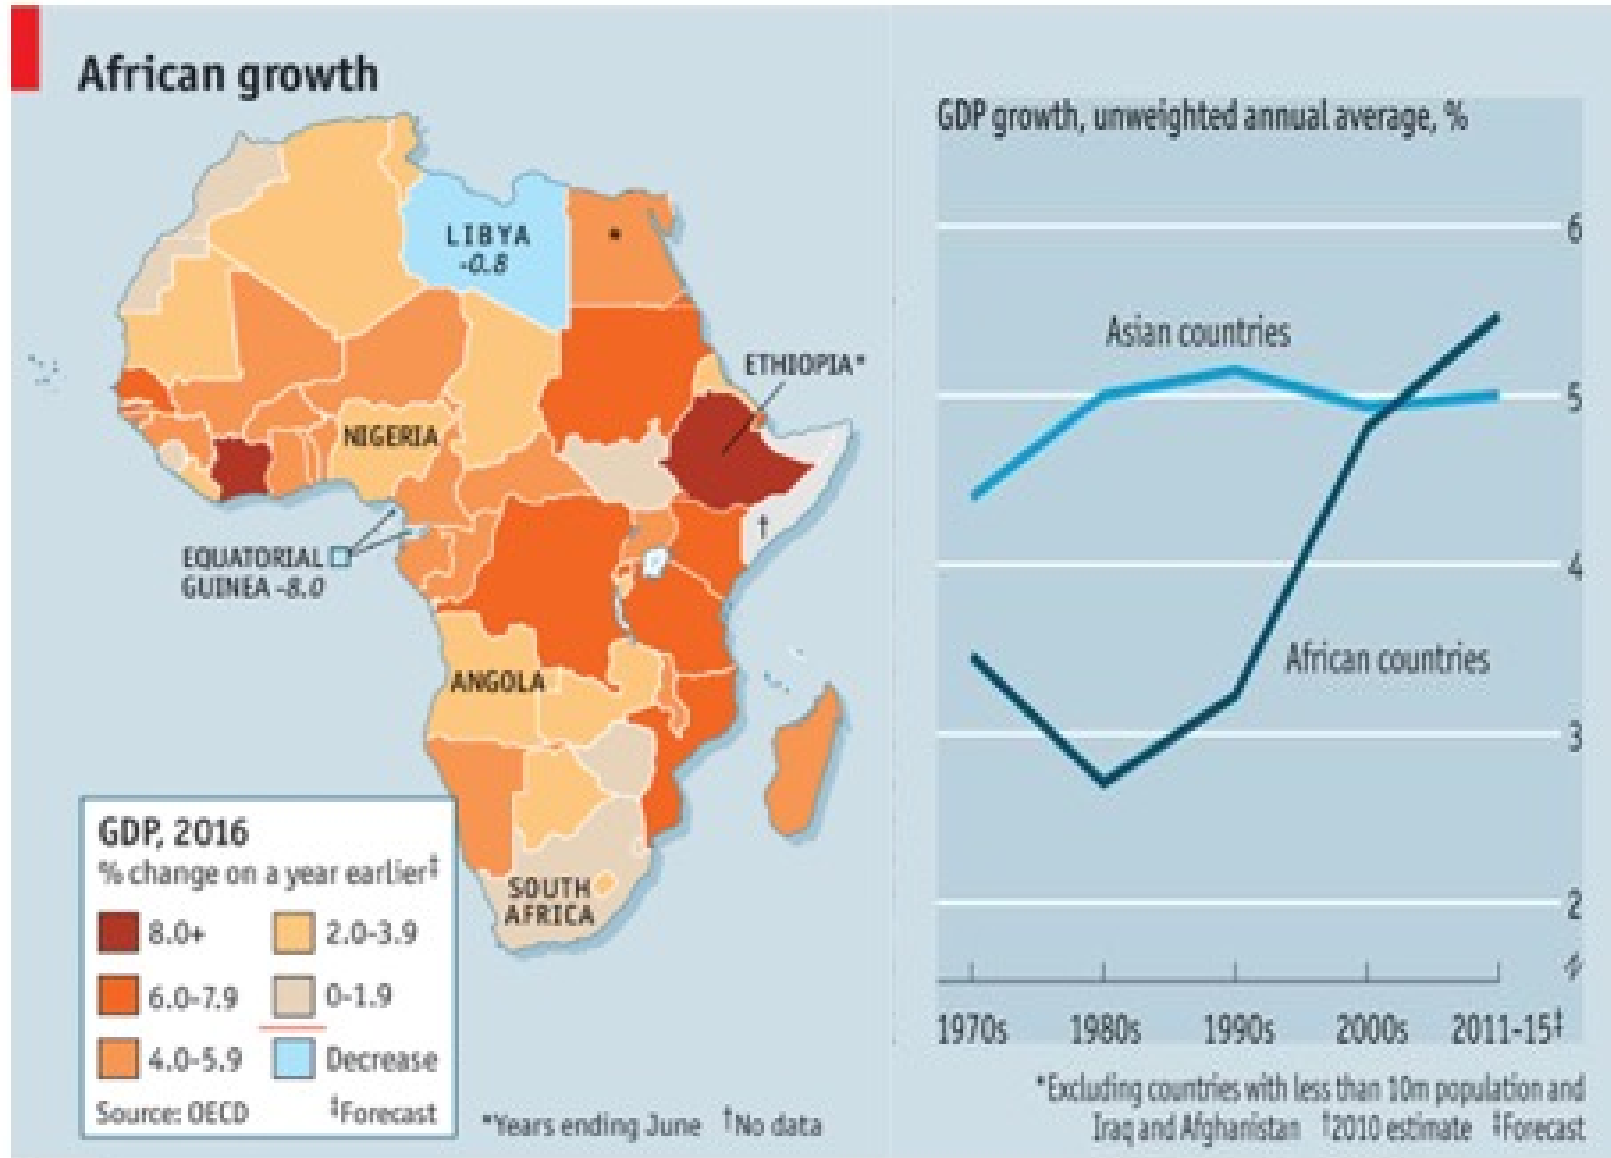 African growth
LIBYA
-0.8
ETHIOPIA*
NIGERIA
†
EQUATORIAL
GUINEA -8.0
ANGOLA
SOUTH
AFRICA
GDP, 2016
% change on a year earlier‡
8.0+
2.0-3.9
6.0-7.9
0-1.9
4.0-5.9
Decrease
Source: OECD
‡Forecast
*Years ending June †No data
GDP growth, unweighted annual average, %
6
Asian countries
5
4
African countries
3
2
1970s 1980s 1990s 2000s 2011-15‡
*Excluding countries with less than 10m population and
Iraq and Afghanistan †2010 estimate ‡Forecast